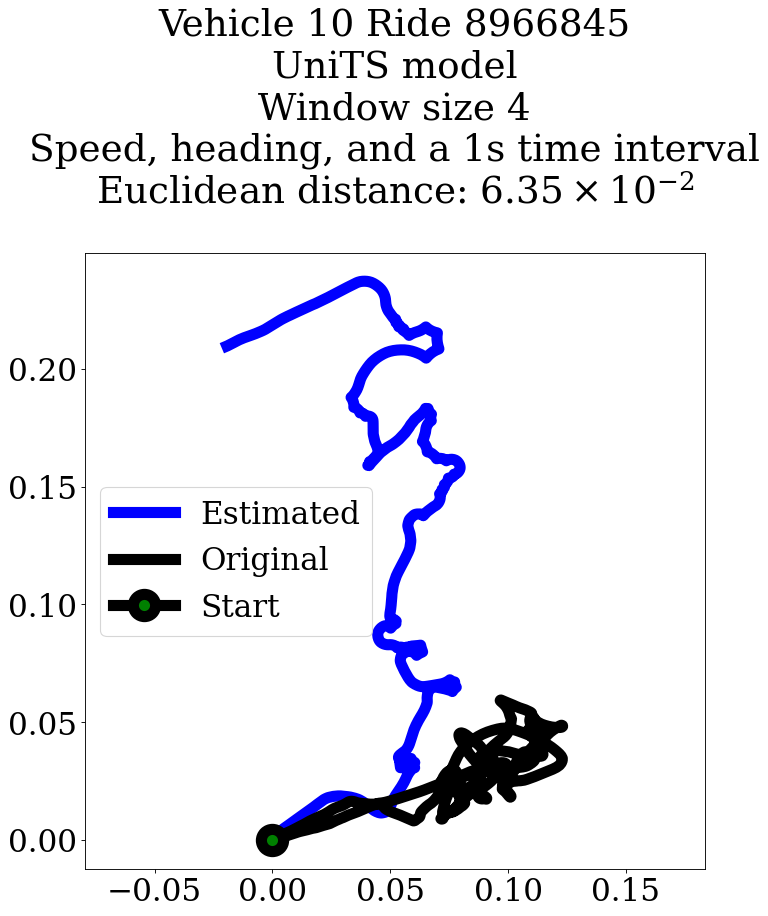 Vehicle 10 Ride 8966845
UniTS model
Window size 4
Speed, heading, and a 1s time interval
Euclidean distance: 6.35 × 10⁻²
0.20
0.15
0.10
0.05
0.00
Estimated
Original
Start
−0.05 0.00 0.05 0.10 0.15